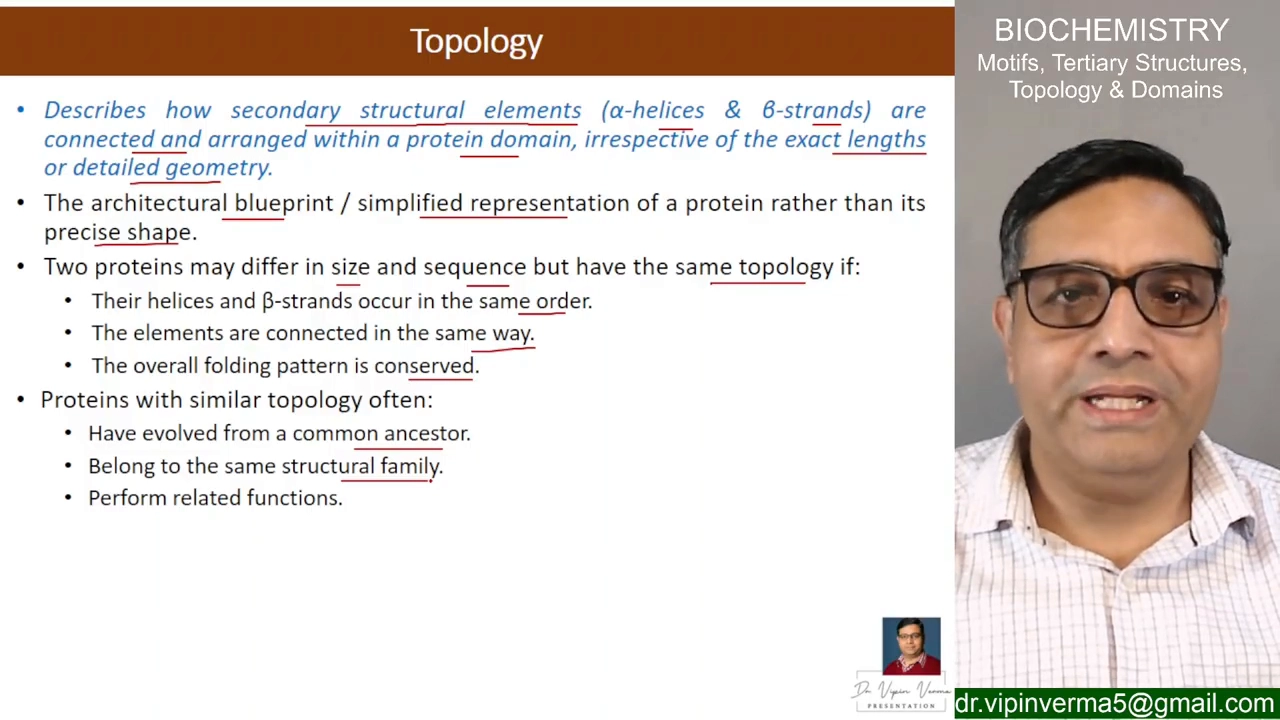 Topology
• Describes how secondary structural elements (α-helices & β-strands) are
connected and arranged within a protein domain, irrespective of the exact lengths
or detailed geometry.
• The architectural blueprint / simplified representation of a protein rather than its
precise shape.
• Two proteins may differ in size and sequence but have the same topology if:
• Their helices and β-strands occur in the same order.
• The elements are connected in the same way.
• The overall folding pattern is conserved.
• Proteins with similar topology often:
• Have evolved from a common ancestor.
• Belong to the same structural family.
• Perform related functions.
BIOCHEMISTRY
Motifs, Tertiary Structures,
Topology & Domains
Dr Vipin Verma
PRESENTATION
dr.vipinverma5@gmail.com